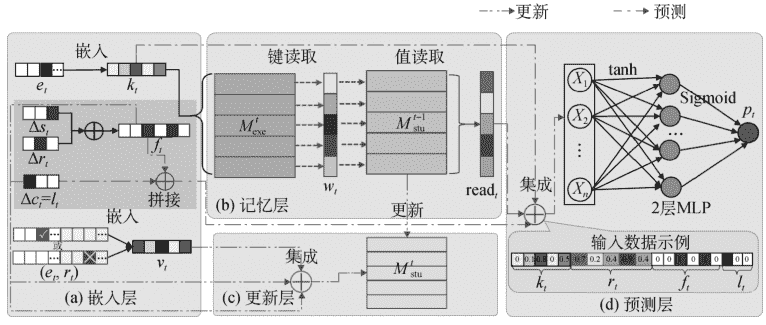 更新 预测
嵌入
e_t
k_t
Δs_t
Δr_t
f_t
Δc_t=l_t
拼接
嵌入
或
(e_t, r_t)
v_t
(a) 嵌入层
键读取
值读取
M^t_exe
w_t
M^{t-1}_stu
read_t
(b) 记忆层
更新
集成
M^t_stu
(c) 更新层
集成
X_1
X_2
⋮
X_n
tanh
Sigmoid
...
p_t
2层MLP
输入数据示例
k_t r_t f_t l_t
(d) 预测层